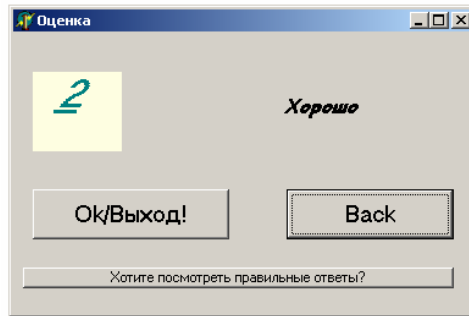 Оценка
2
Хорошо
Ok/Выход!
Back
Хотите посмотреть правильные ответы?